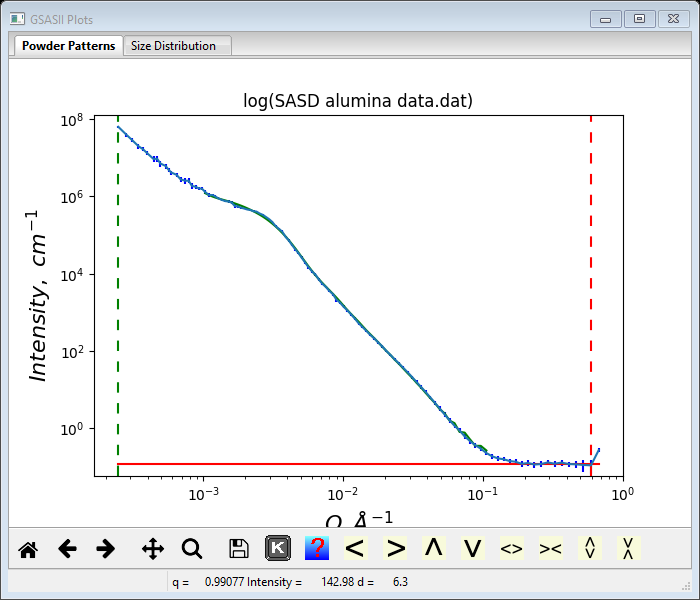 GSASII Plots
Powder Patterns Size Distribution
log(SASD alumina data.dat)
10^8
10^6
10^4
10^2
10^0
Intensity, cm^-1
10^-3 10^-2 10^-1 10^0
Q, Å^-1
K ? < > Λ V <> ><
q = 0.99077 Intensity = 142.98 d = 6.3